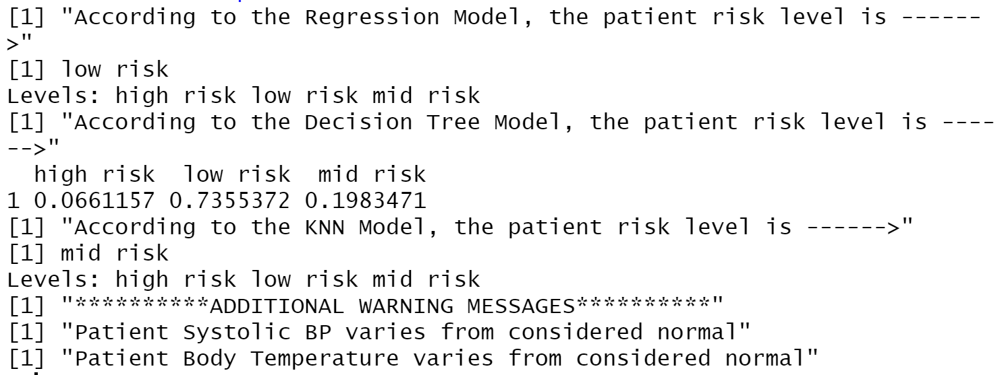 [1] "According to the Regression Model, the patient risk level is ------
>"
[1] low risk
Levels: high risk low risk mid risk
[1] "According to the Decision Tree Model, the patient risk level is ----
-->"
  high risk  low risk  mid risk
1 0.0661157 0.7355372 0.1983471
[1] "According to the KNN Model, the patient risk level is ------>"
[1] mid risk
Levels: high risk low risk mid risk
[1] "**********ADDITIONAL WARNING MESSAGES**********"
[1] "Patient Systolic BP varies from considered normal"
[1] "Patient Body Temperature varies from considered normal"